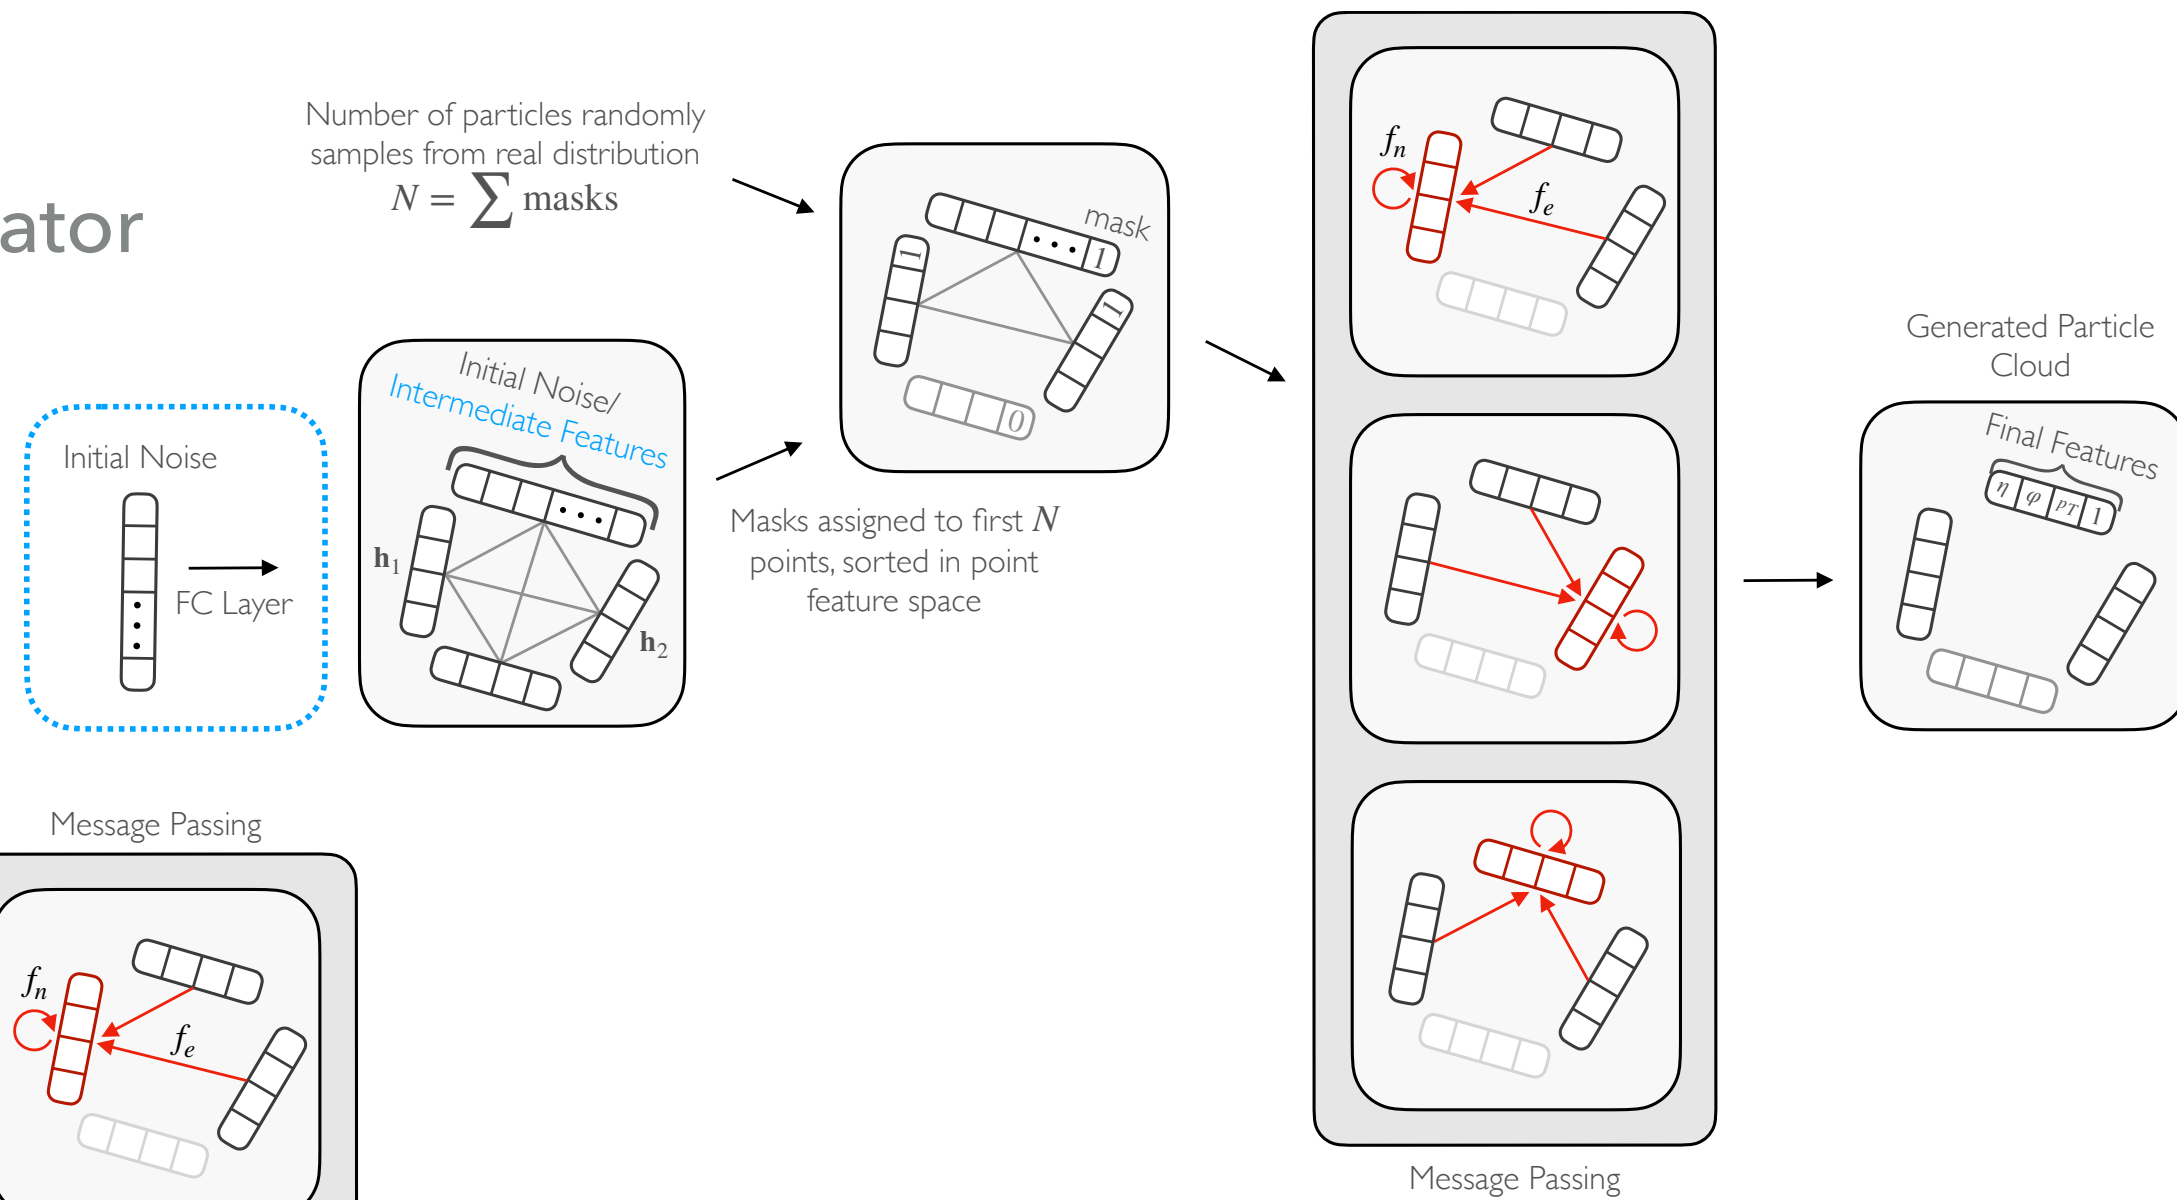 ator
Number of particles randomly
samples from real distribution
N = ∑ masks
mask
1
1
1
0
Initial Noise
FC Layer
Initial Noise/
Intermediate Features
h₁
h₂
Masks assigned to first N
points, sorted in point
feature space
fₙ
fₑ
Message Passing
Generated Particle
Cloud
Final Features
η φ pT 1
Message Passing
fₙ
fₑ